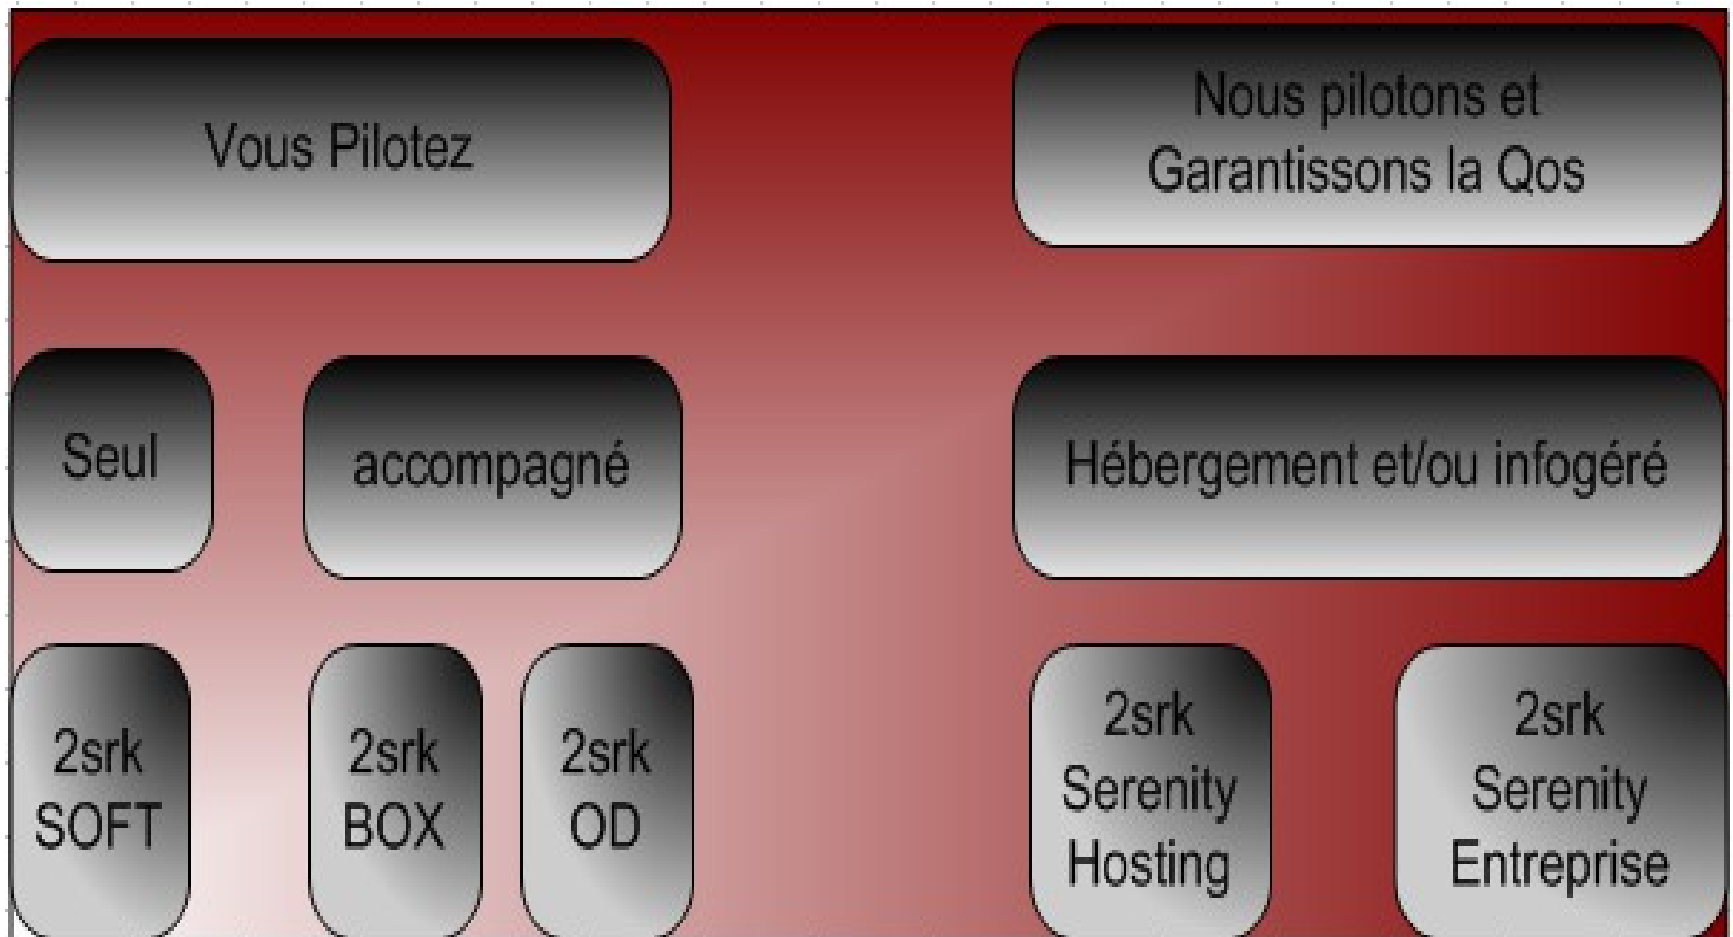 Vous Pilotez
Nous pilotons et
Garantissons la Qos
Seul
accompagné
Hébergement et/ou infogéré
2srk
SOFT
2srk
BOX
2srk
OD
2srk
Serenity
Hosting
2srk
Serenity
Entreprise